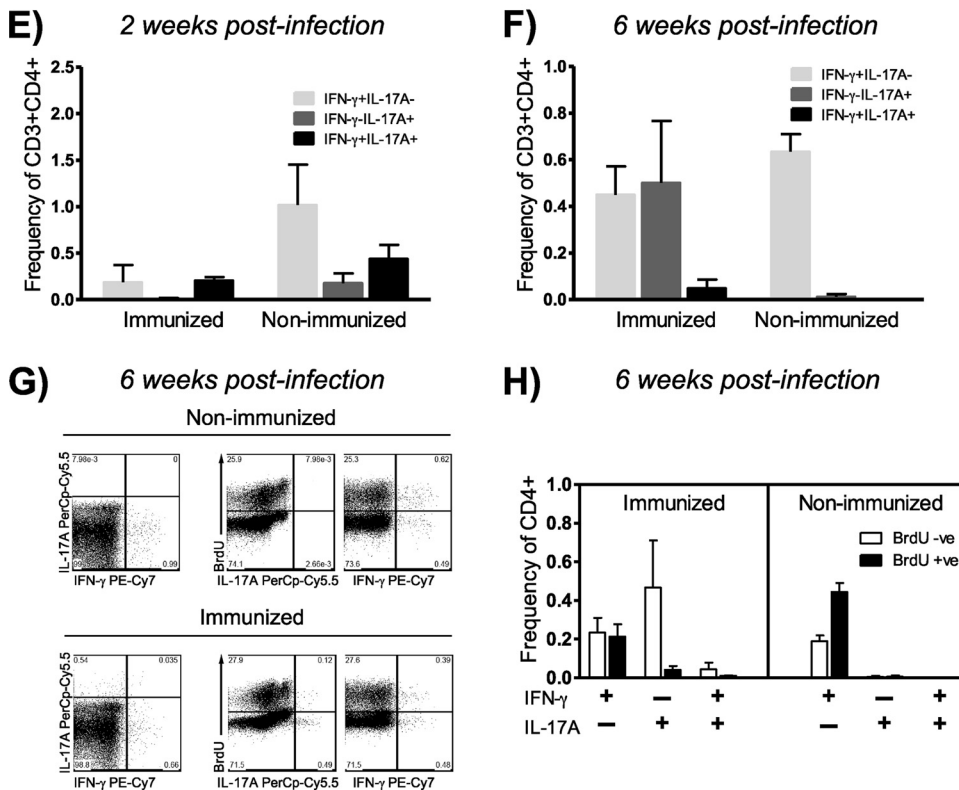 E) 2 weeks post-infection
Frequency of CD3+CD4+
2.5
2.0
1.5
1.0
0.5
0.0
IFN-γ+IL-17A-
IFN-γ-IL-17A+
IFN-γ+IL-17A+
Immunized Non-immunized
F) 6 weeks post-infection
Frequency of CD3+CD4+
1.0
0.8
0.6
0.4
0.2
0.0
IFN-γ+IL-17A-
IFN-γ-IL-17A+
IFN-γ+IL-17A+
Immunized Non-immunized
G) 6 weeks post-infection
Non-immunized
IL-17A PerCp-Cy5.5
7.98e-3 0
99 0.99
IFN-γ PE-Cy7
BrdU
25.9 7.98e-3
74.1 2.66e-3
IL-17A PerCp-Cy5.5
25.3 0.62
73.6 0.49
IFN-γ PE-Cy7
Immunized
IL-17A PerCp-Cy5.5
0.54 0.035
98.8 0.66
IFN-γ PE-Cy7
BrdU
27.9 0.12
71.5 0.49
IL-17A PerCp-Cy5.5
27.6 0.39
71.5 0.48
IFN-γ PE-Cy7
H) 6 weeks post-infection
Frequency of CD4+
1.0
0.8
0.6
0.4
0.2
0.0
Immunized Non-immunized
BrdU -ve
BrdU +ve
IFN-γ + − + + − +
IL-17A − + + − + +